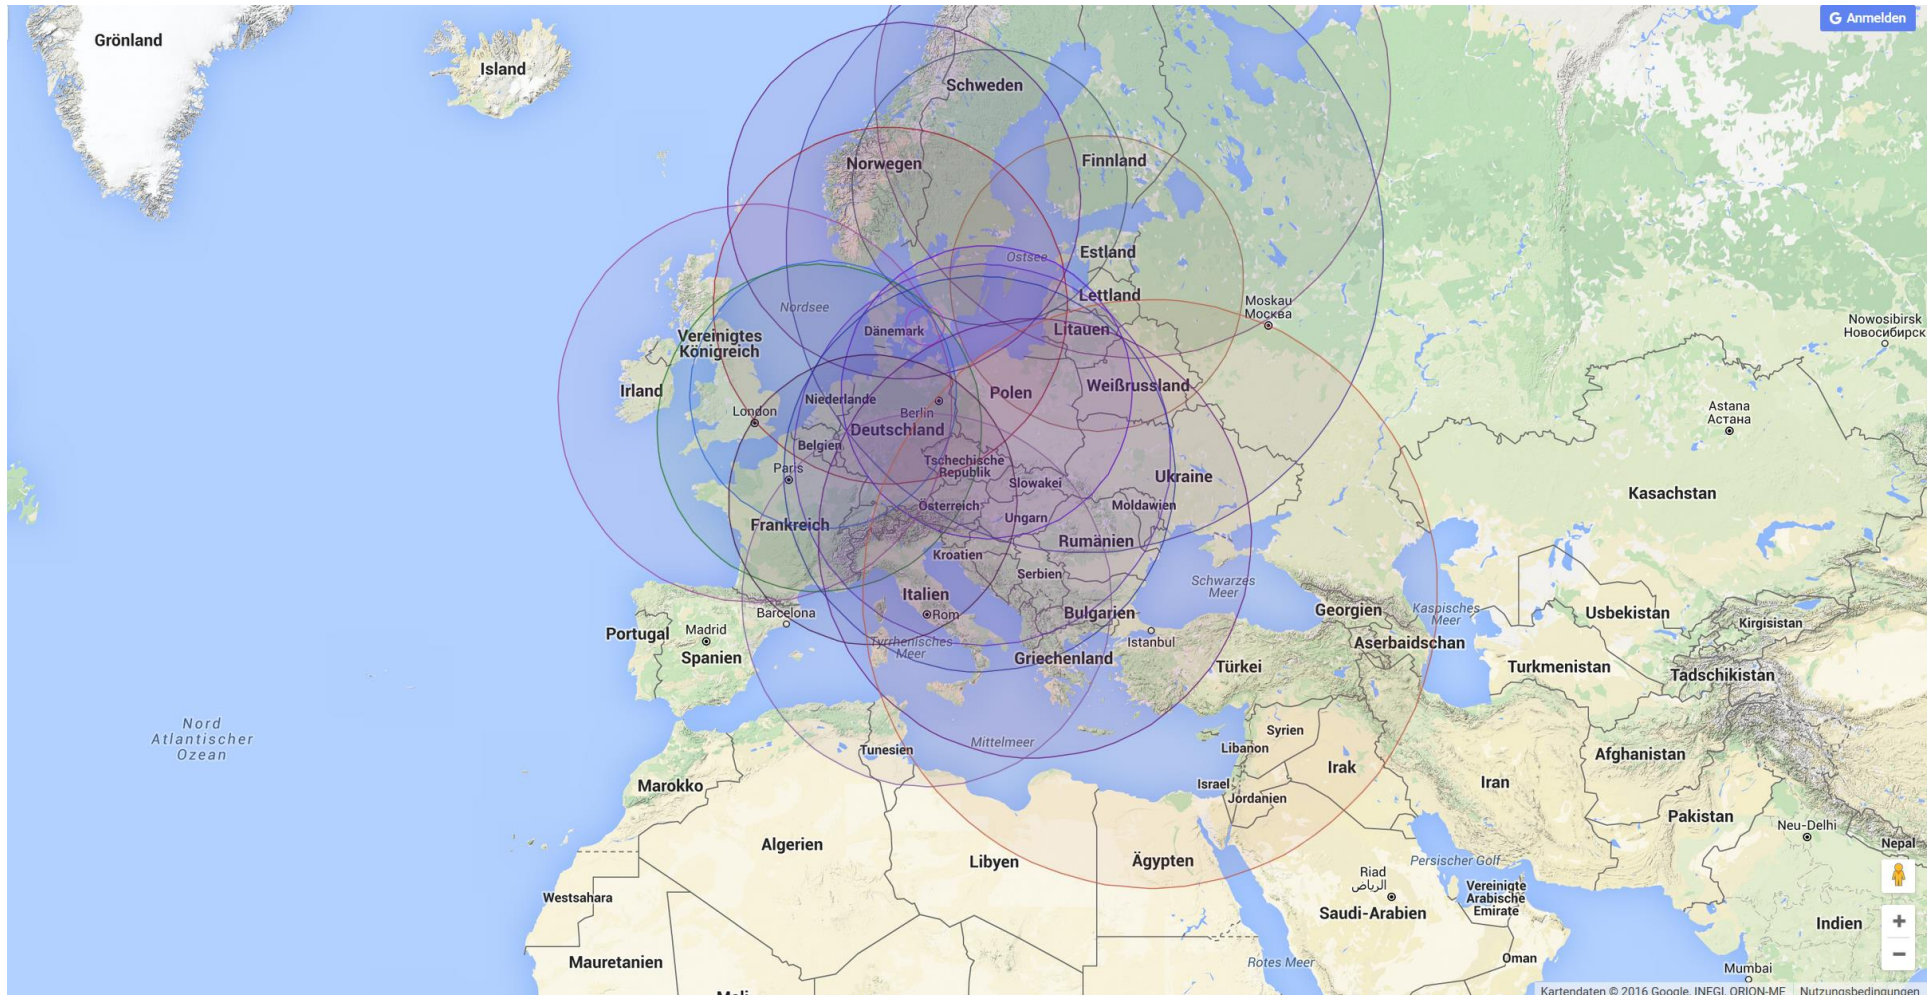 Grönland
Island
G Anmelden
Schweden
Norwegen
Finnland
Estland
Ostsee
Lettland
Nordsee
Moskau
Москва
Nowosibirsk
Новосибирск
Dänemark
Litauen
Vereinigtes
Königreich
Irland
Polen
Weißrussland
Niederlande
London
Berlin
Deutschland
Astana
Астана
Belgien
Tschechische
Republik
Paris
Slowakei
Ukraine
Kasachstan
Österreich
Ungarn
Moldawien
Frankreich
Rumänien
Kroatien
Serbien
Schwarzes
Meer
Italien
Rom
Bulgarien
Georgien
Kaspisches
Meer
Usbekistan
Kirgisistan
Barcelona
Portugal
Madrid
Spanien
Tyrrhenisches
Meer
Istanbul
Aserbaidschan
Griechenland
Türkei
Turkmenistan
Tadschikistan
Nord
Atlantischer
Ozean
Tunesien
Mittelmeer
Syrien
Libanon
Afghanistan
Marokko
Israel
Irak
Iran
Jordanien
Pakistan
Neu-Delhi
Nepal
Algerien
Libyen
Ägypten
Persischer Golf
Riad
الرياض
Vereinigte
Arabische
Emirate
Westsahara
Saudi-Arabien
Indien
Mauretanien
Rotes Meer
Oman
Mumbai
Mali
Kartendaten © 2016 Google, INEGI, ORION-ME
Nutzungsbedingungen